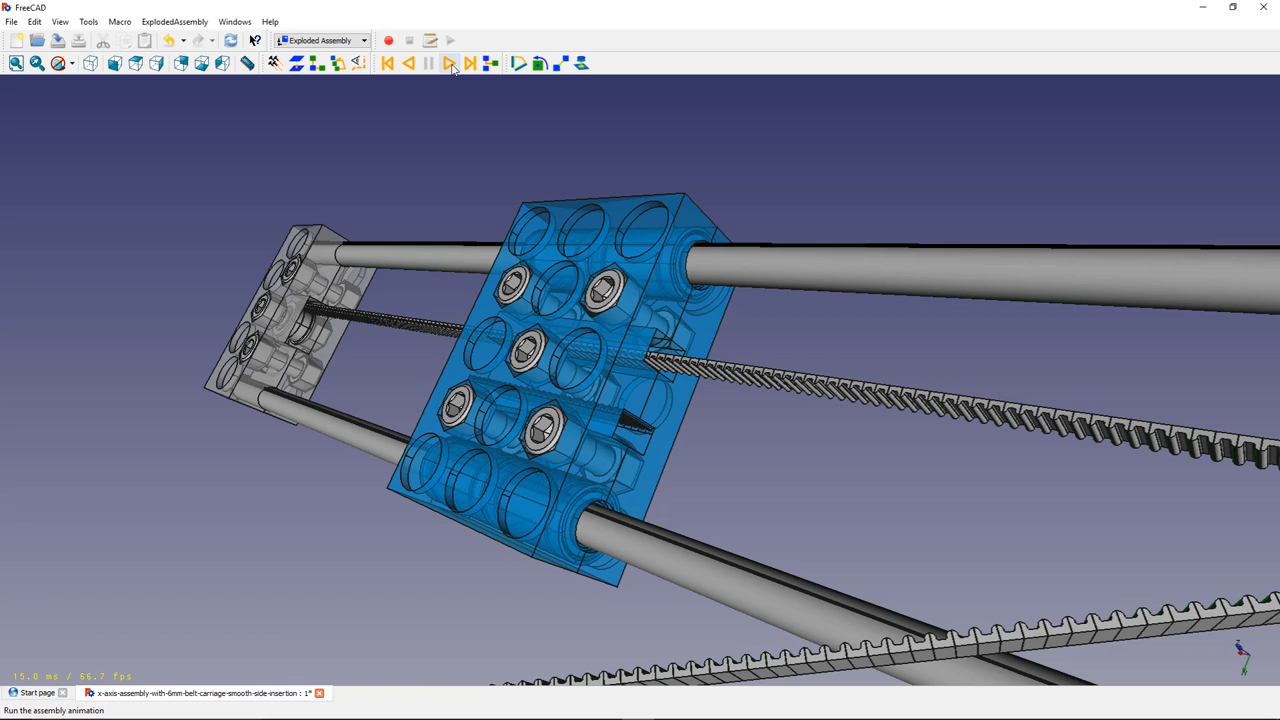 FreeCAD
File Edit View Tools Macro ExplodedAssembly Windows Help
Exploded Assembly
15.0 ms / 66.7 fps
Start page
x-axis-assembly-with-6mm-belt-carriage-smooth-side-insertion : 1*
Run the assembly animation